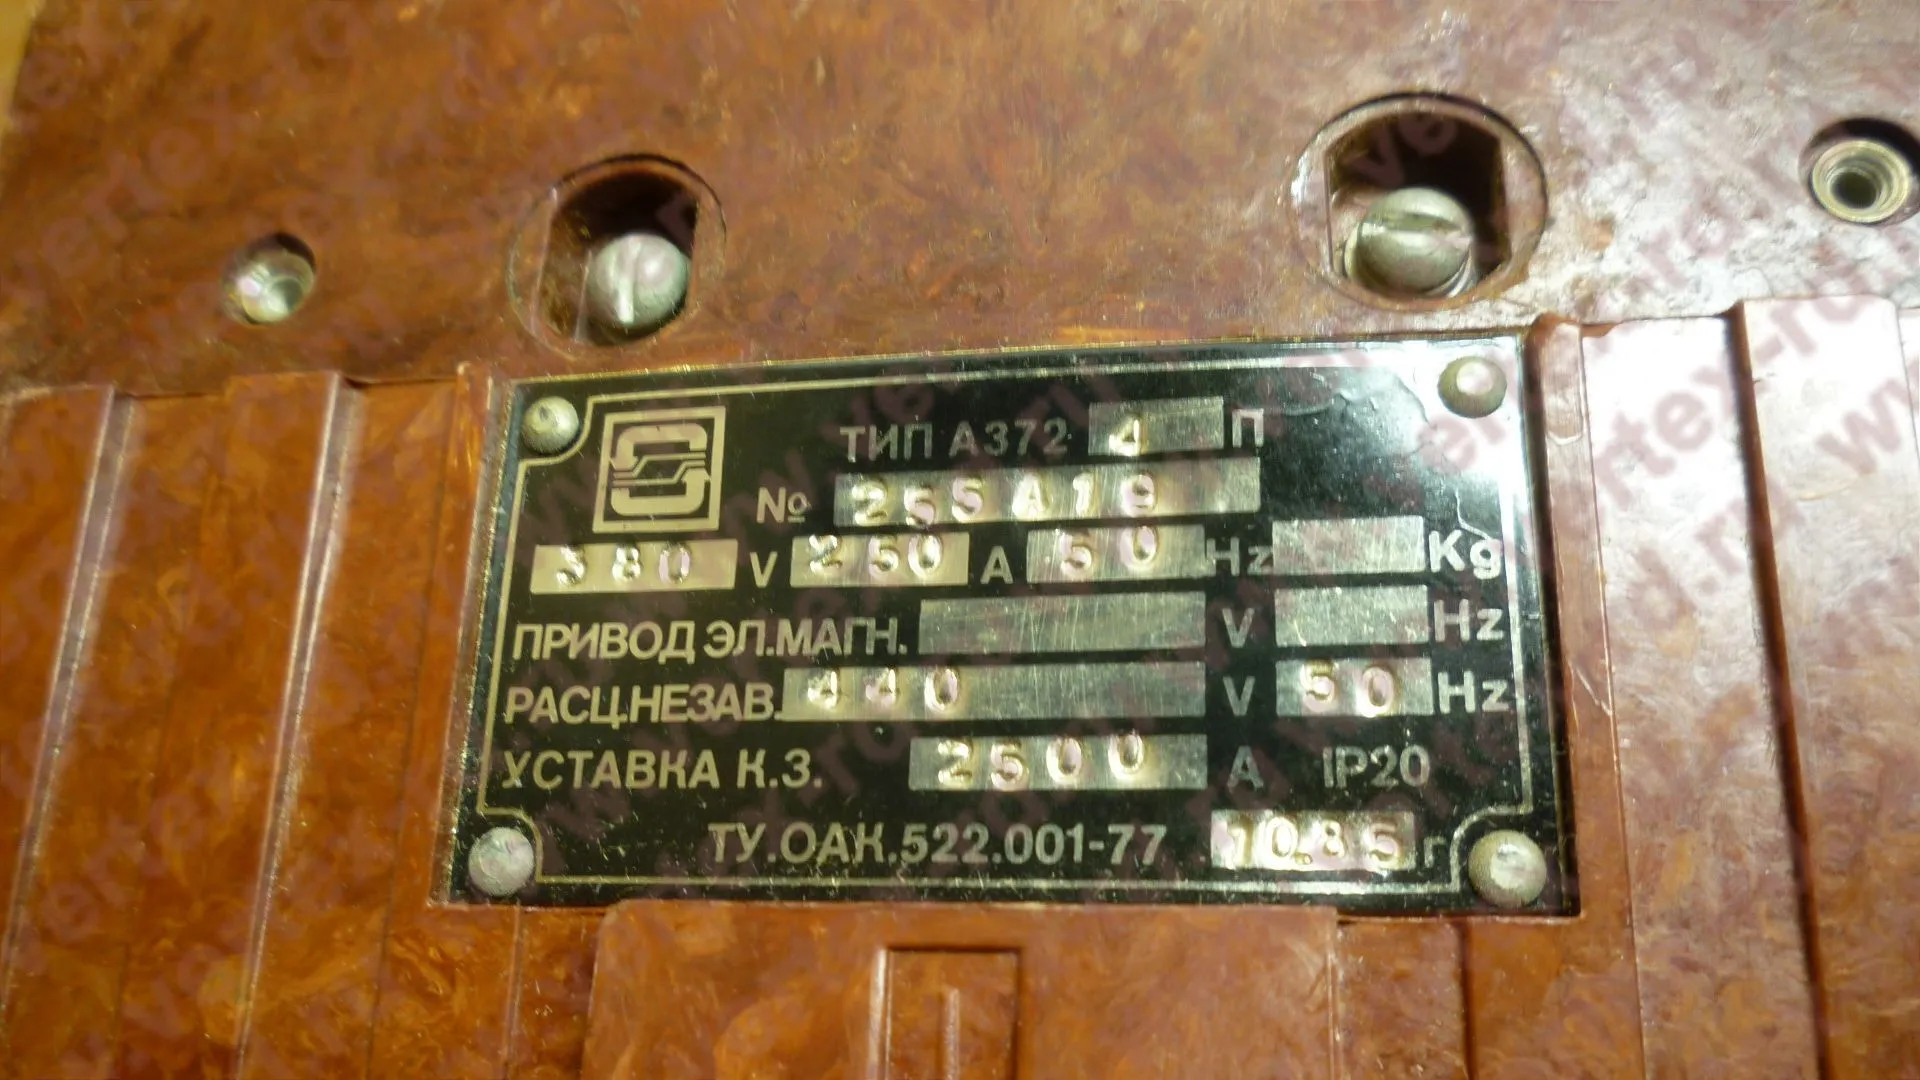 ТИП А372 4 П
№ 255А19
380 V 250 А 50 Hz Kg
ПРИВОД ЭЛ.МАГН. V Hz
РАСЦ.НЕЗАВ. 440 V 50 Hz
УСТАВКА К.З. 2500 А IP20
ТУ.ОАК.522.001-77 10.85 г